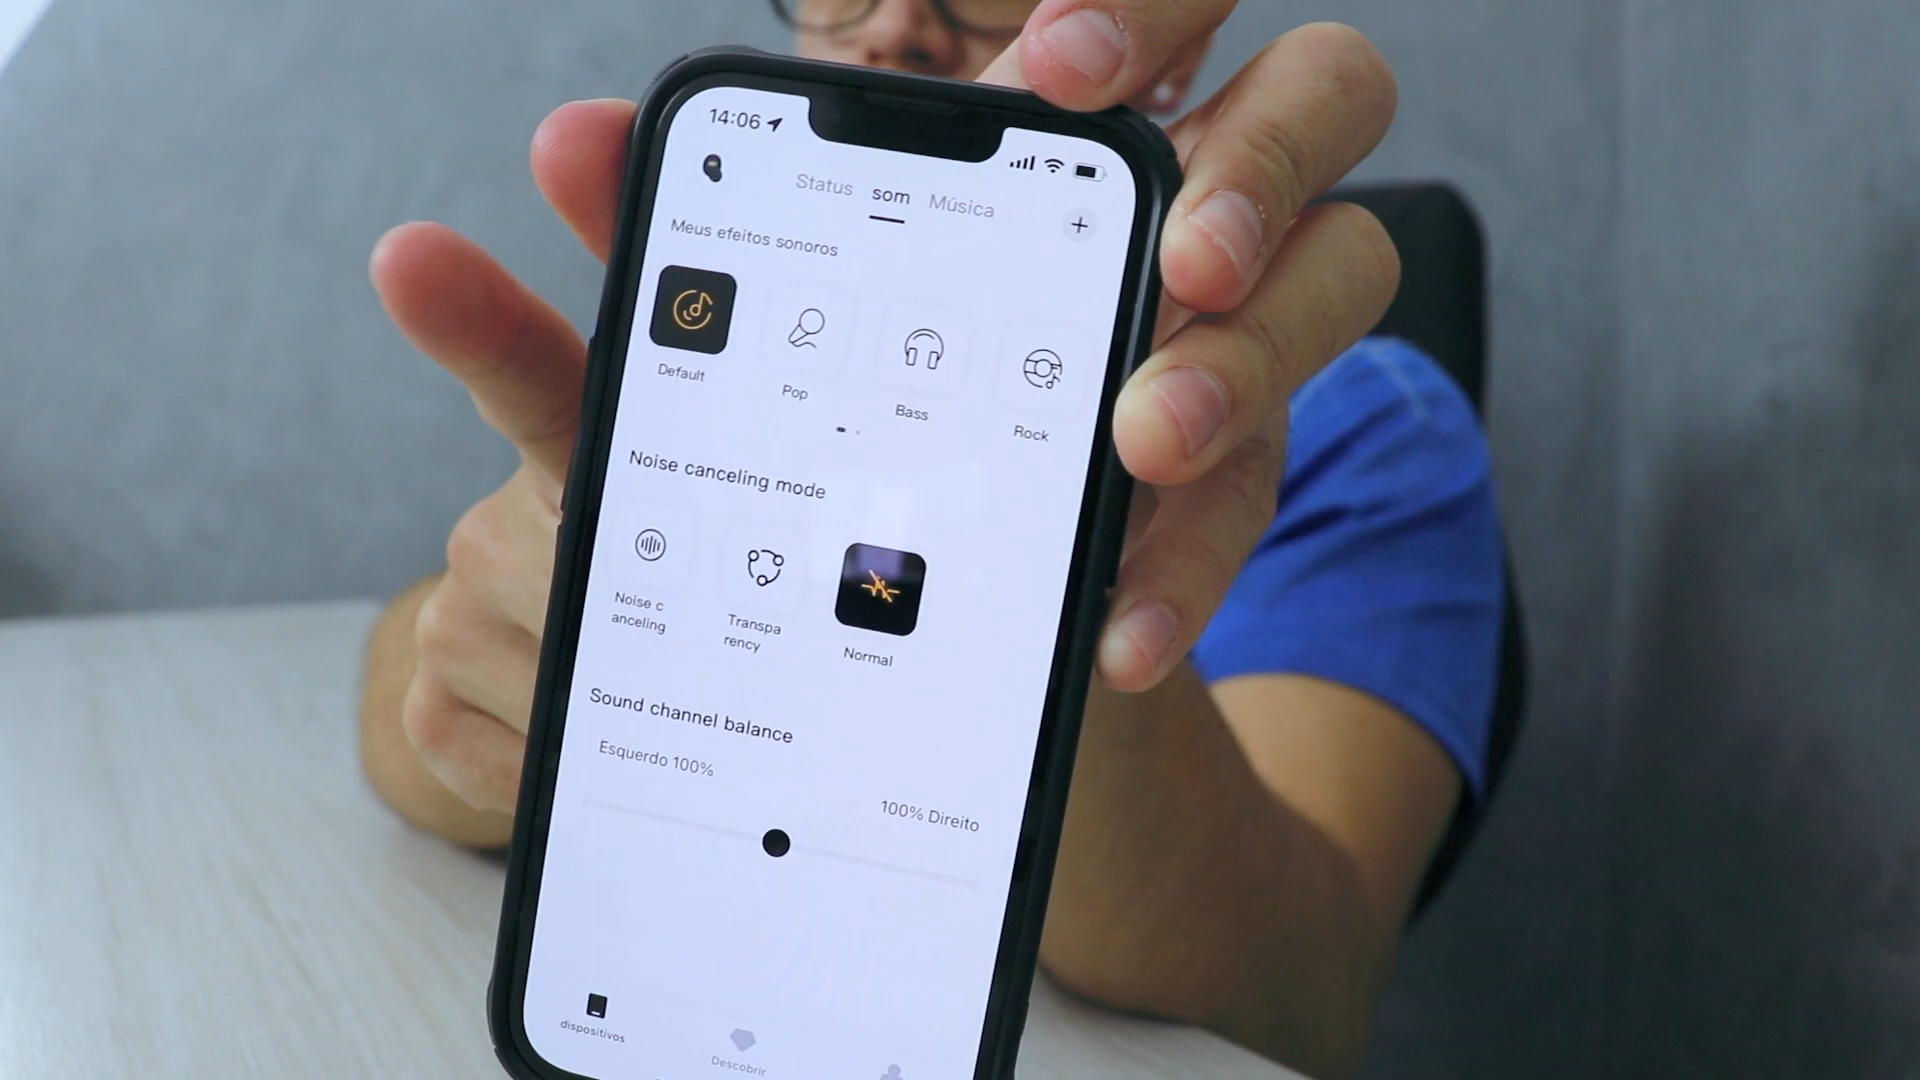 14:06
Status som Música
Meus efeitos sonoros
Default
Pop
Bass
Rock
Noise canceling mode
Noise c
anceling
Transpa
rency
Normal
Sound channel balance
Esquerdo 100%
100% Direito
dispositivos
Descobrir